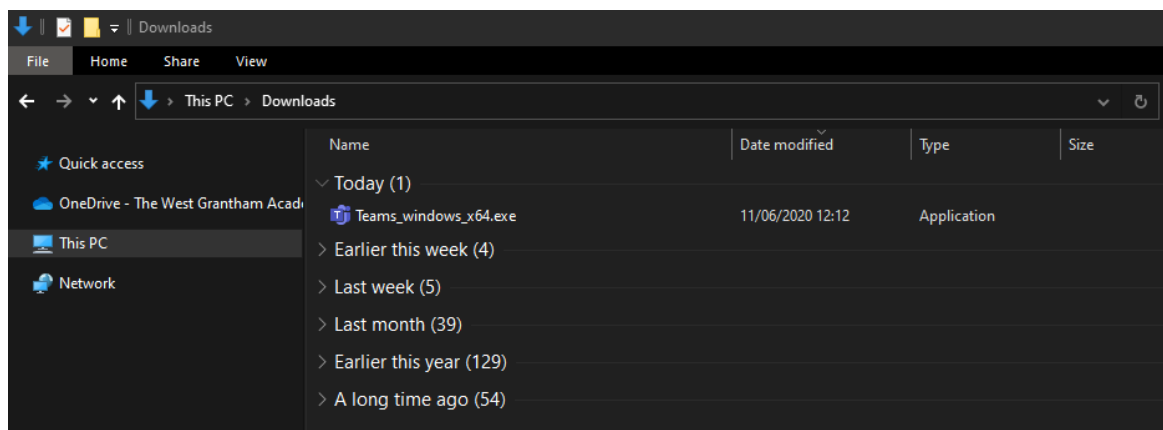 Downloads
File Home Share View
This PC > Downloads
Name Date modified Type Size
Quick access
Today (1)
OneDrive - The West Grantham Acad
Teams_windows_x64.exe 11/06/2020 12:12 Application
This PC
Earlier this week (4)
Network
Last week (5)
Last month (39)
Earlier this year (129)
A long time ago (54)